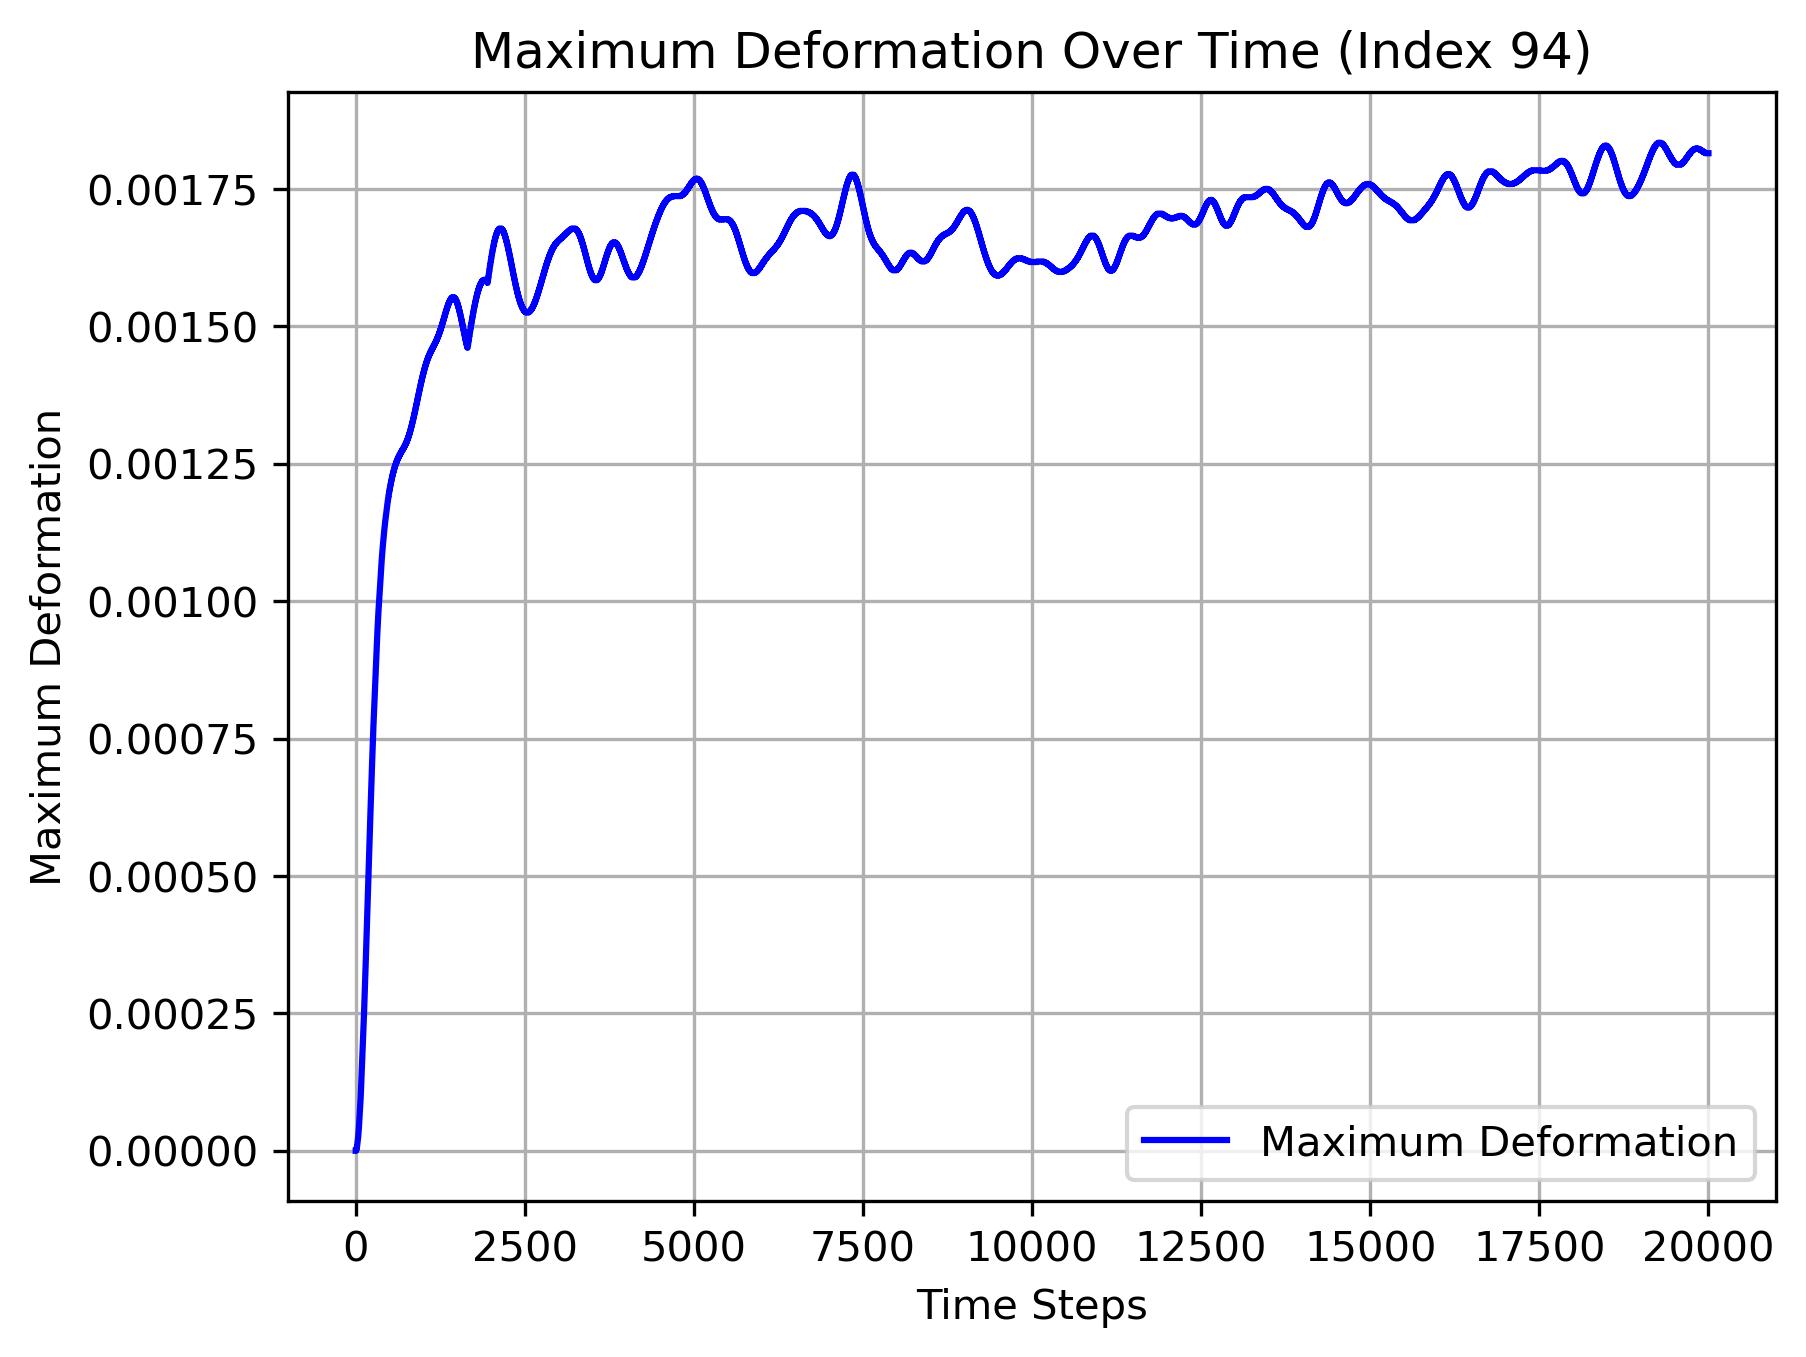 Maximum Deformation Over Time (Index 94)
Maximum Deformation
0.00175
0.00150
0.00125
0.00100
0.00075
0.00050
0.00025
0.00000
Maximum Deformation
0 2500 5000 7500 10000 12500 15000 17500 20000
Time Steps